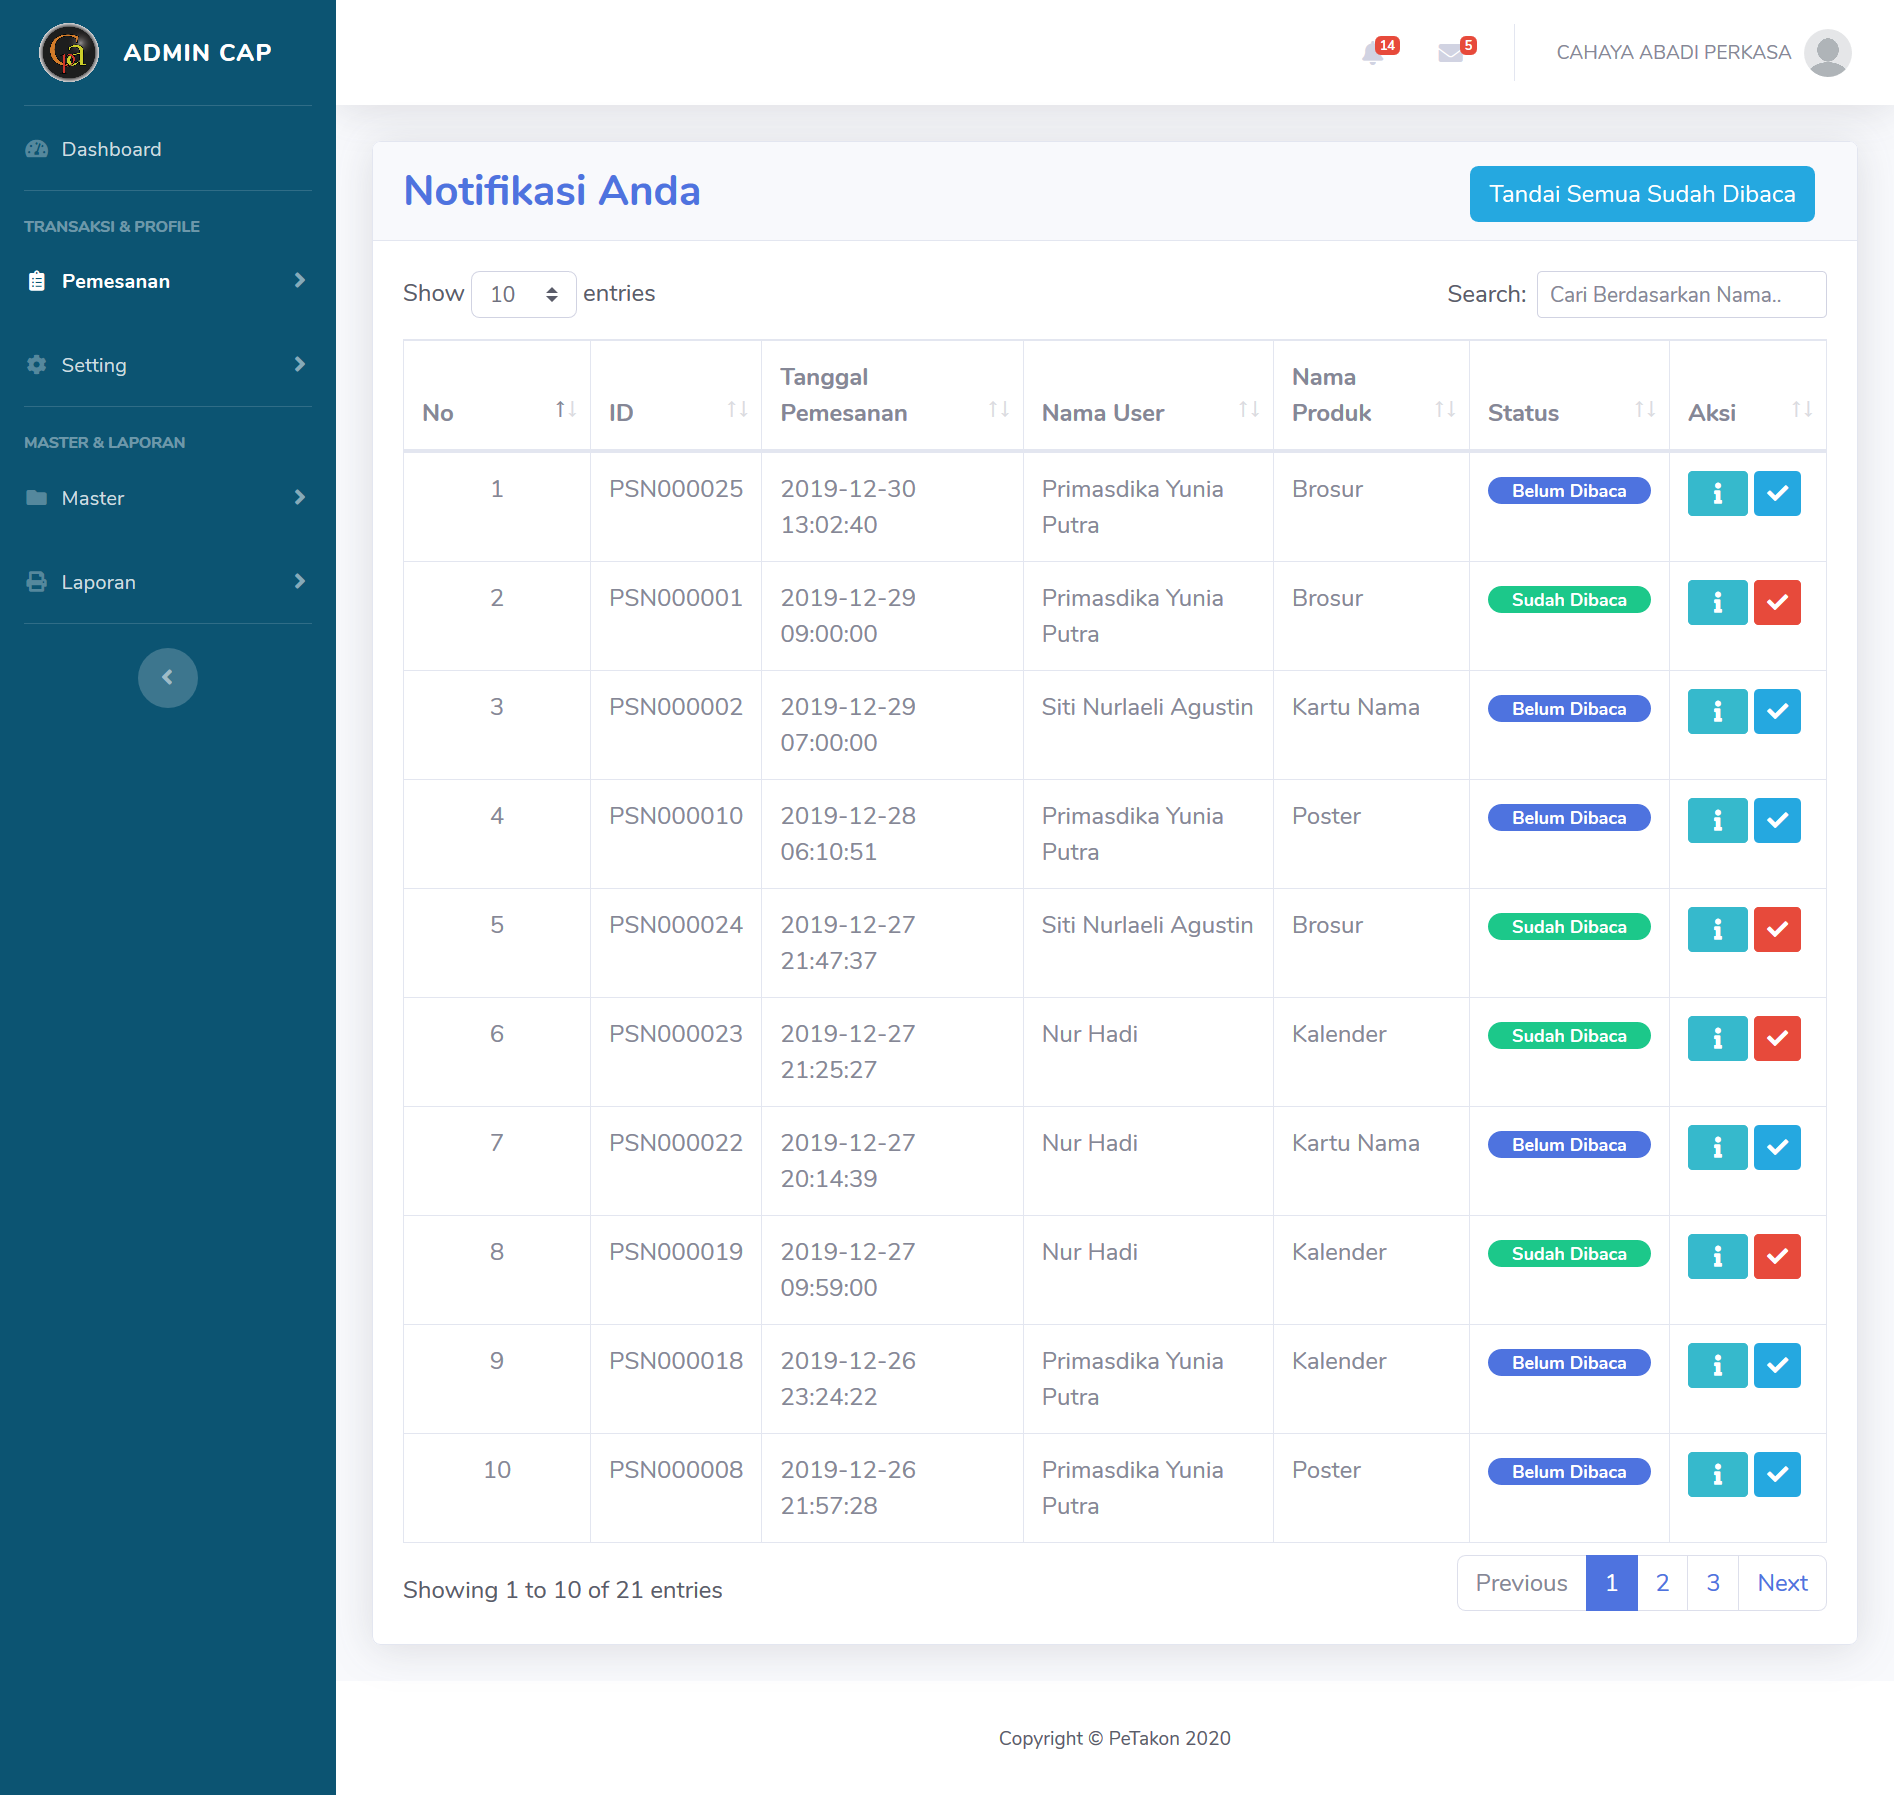 ADMIN CAP
14
5
CAHAYA ABADI PERKASA
Dashboard
TRANSAKSI & PROFILE
Pemesanan
Setting
MASTER & LAPORAN
Master
Laporan
Notifikasi Anda
Tandai Semua Sudah Dibaca
Show 10 entries
Search: Cari Berdasarkan Nama..
No ID Tanggal Pemesanan Nama User Nama Produk Status Aksi
1 PSN000025 2019-12-30 Primasdika Yunia Brosur Belum Dibaca
13:02:40 Putra
2 PSN000001 2019-12-29 Primasdika Yunia Brosur Sudah Dibaca
09:00:00 Putra
3 PSN000002 2019-12-29 Siti Nurlaeli Agustin Kartu Nama Belum Dibaca
07:00:00
4 PSN000010 2019-12-28 Primasdika Yunia Poster Belum Dibaca
06:10:51 Putra
5 PSN000024 2019-12-27 Siti Nurlaeli Agustin Brosur Sudah Dibaca
21:47:37
6 PSN000023 2019-12-27 Nur Hadi Kalender Sudah Dibaca
21:25:27
7 PSN000022 2019-12-27 Nur Hadi Kartu Nama Belum Dibaca
20:14:39
8 PSN000019 2019-12-27 Nur Hadi Kalender Sudah Dibaca
09:59:00
9 PSN000018 2019-12-26 Primasdika Yunia Kalender Belum Dibaca
23:24:22 Putra
10 PSN000008 2019-12-26 Primasdika Yunia Poster Belum Dibaca
21:57:28 Putra
Showing 1 to 10 of 21 entries
Previous 1 2 3 Next
Copyright © PeTakon 2020